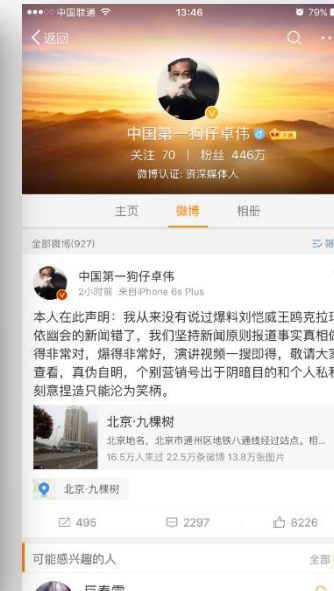 中国联通 13:46 79%
返回
中国第一狗仔卓伟
关注 70 | 粉丝 446万
微博认证: 资深媒体人
主页 微博 相册
全部微博(927)
中国第一狗仔卓伟
2小时前 来自iPhone 6s Plus
本人在此声明：我从来没有说过爆料刘恺威王鸥克拉玛
依幽会的新闻错了，我们坚持新闻原则报道事实真相做
得非常对，爆得非常好，演讲视频一搜即得，敬请大家
查看，真伪自明，个别营销号出于阴暗目的和个人私利
刻意捏造只能沦为笑柄。
北京·九棵树
北京地名，北京市通州区地铁八通线经过站点。相...
16.5万人来过 22.5万条微博 13.8万张图片
北京·九棵树
495 2297 8226
可能感兴趣的人 全部